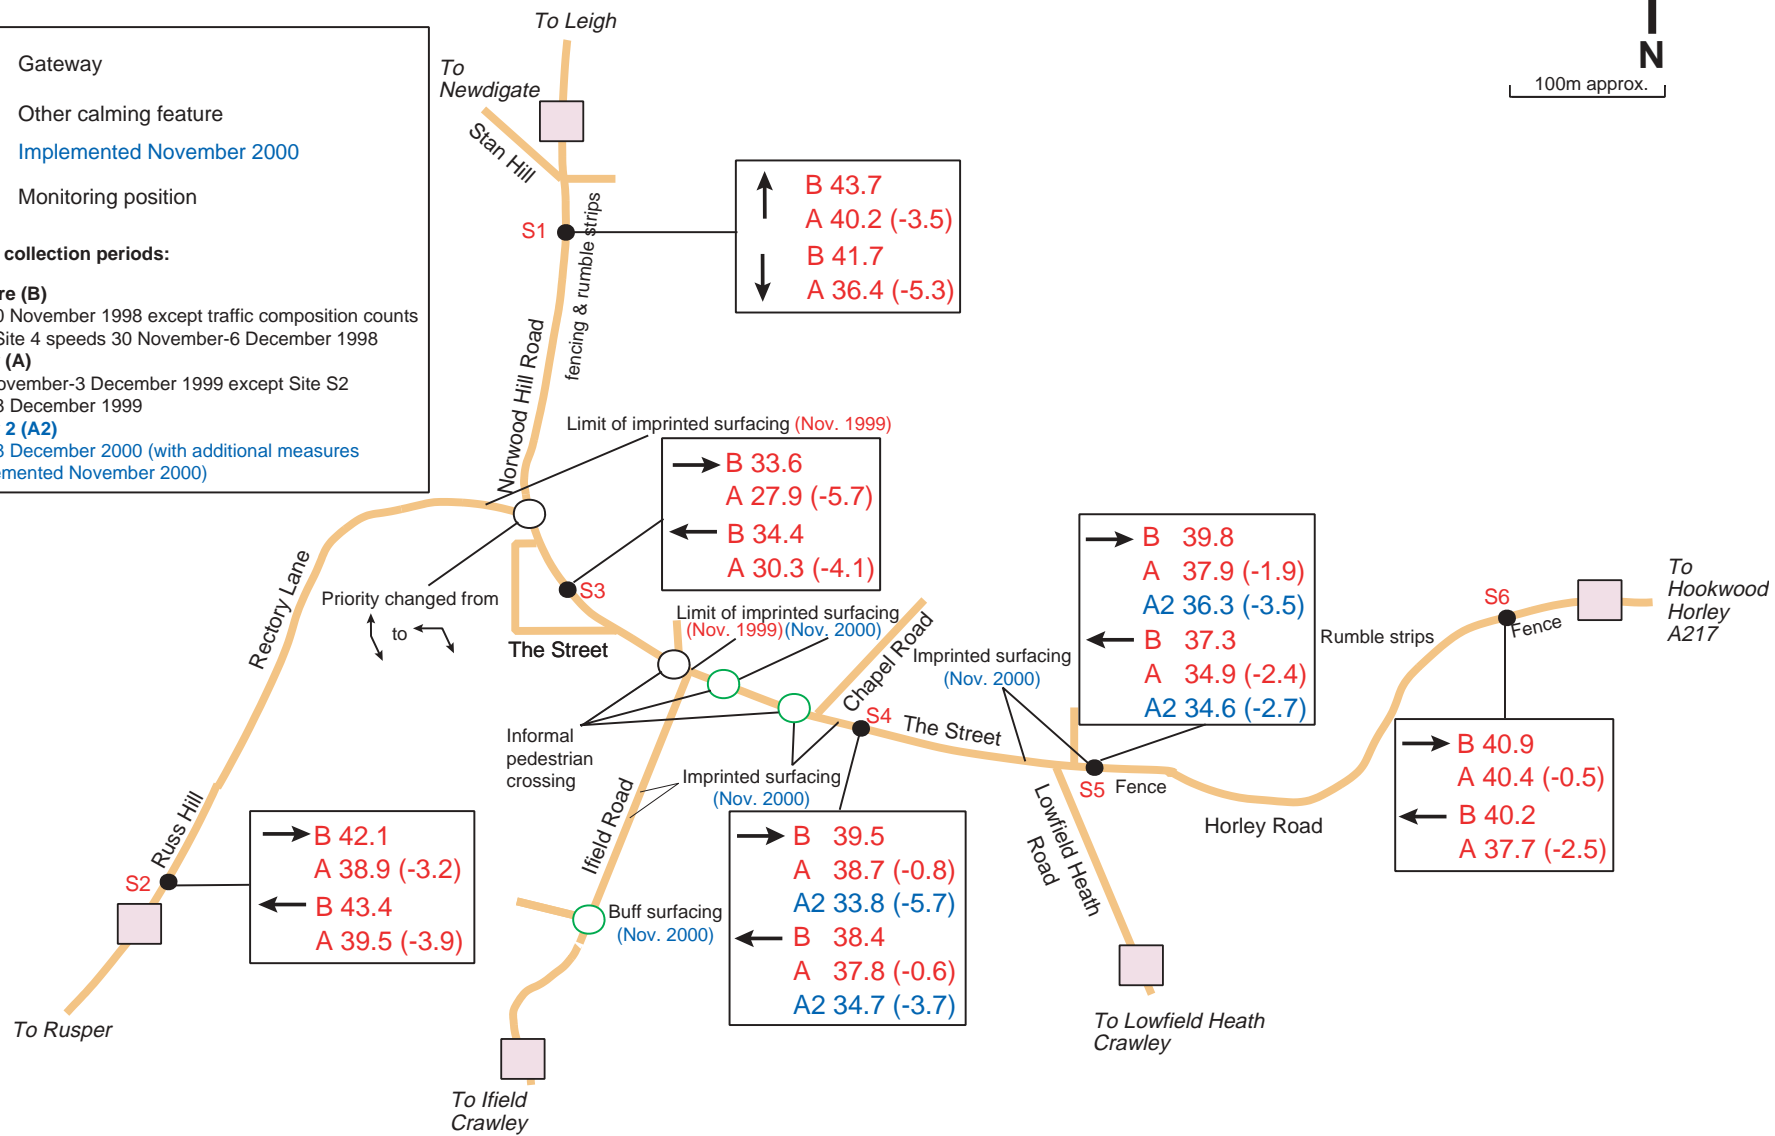 Gateway
Other calming feature
Implemented November 2000
Monitoring position
collection periods:
re (B)
0 November 1998 except traffic composition counts
Site 4 speeds 30 November-6 December 1998
(A)
ovember-3 December 1999 except Site S2
3 December 1999
2 (A2)
3 December 2000 (with additional measures
emented November 2000)
To Leigh
To
Newdigate
Stan Hill
N
100m approx.
S1
B 43.7
A 40.2 (-3.5)
B 41.7
A 36.4 (-5.3)
fencing & rumble strips
Norwood Hill Road
Limit of imprinted surfacing (Nov. 1999)
B 33.6
A 27.9 (-5.7)
B 34.4
A 30.3 (-4.1)
S3
Priority changed from
to
Rectory Lane
The Street
Limit of imprinted surfacing
(Nov. 1999) (Nov. 2000)
Chapel Road
Imprinted surfacing
(Nov. 2000)
B 39.8
A 37.9 (-1.9)
A2 36.3 (-3.5)
B 37.3
A 34.9 (-2.4)
A2 34.6 (-2.7)
Rumble strips
S6
Fence
To
Hookwood
Horley
A217
S4
The Street
Informal
pedestrian
crossing
Imprinted surfacing
(Nov. 2000)
Ifield Road
S5
Fence
Lowfield Heath
Road
Horley Road
B 40.9
A 40.4 (-0.5)
B 40.2
A 37.7 (-2.5)
Russ Hill
S2
B 42.1
A 38.9 (-3.2)
B 43.4
A 39.5 (-3.9)
Buff surfacing
(Nov. 2000)
B 39.5
A 38.7 (-0.8)
A2 33.8 (-5.7)
B 38.4
A 37.8 (-0.6)
A2 34.7 (-3.7)
To Rusper
To Ifield
Crawley
To Lowfield Heath
Crawley